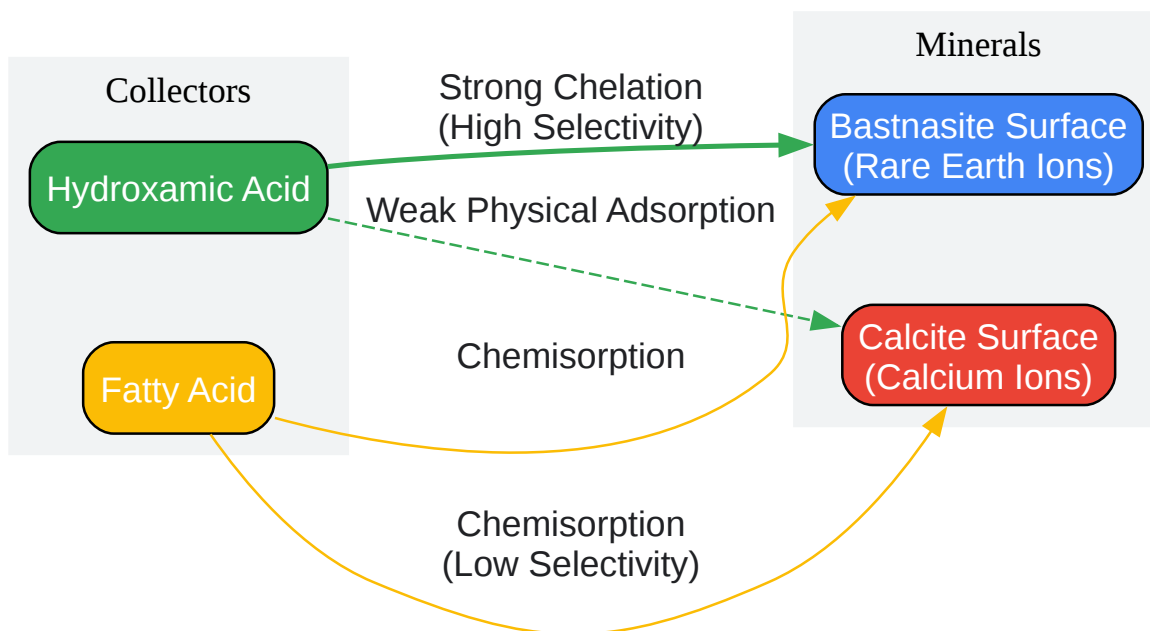 Collectors
Minerals
Strong Chelation
(High Selectivity)
Hydroxamic Acid
Bastnasite Surface
(Rare Earth Ions)
Weak Physical Adsorption
Calcite Surface
(Calcium Ions)
Chemisorption
Fatty Acid
Chemisorption
(Low Selectivity)